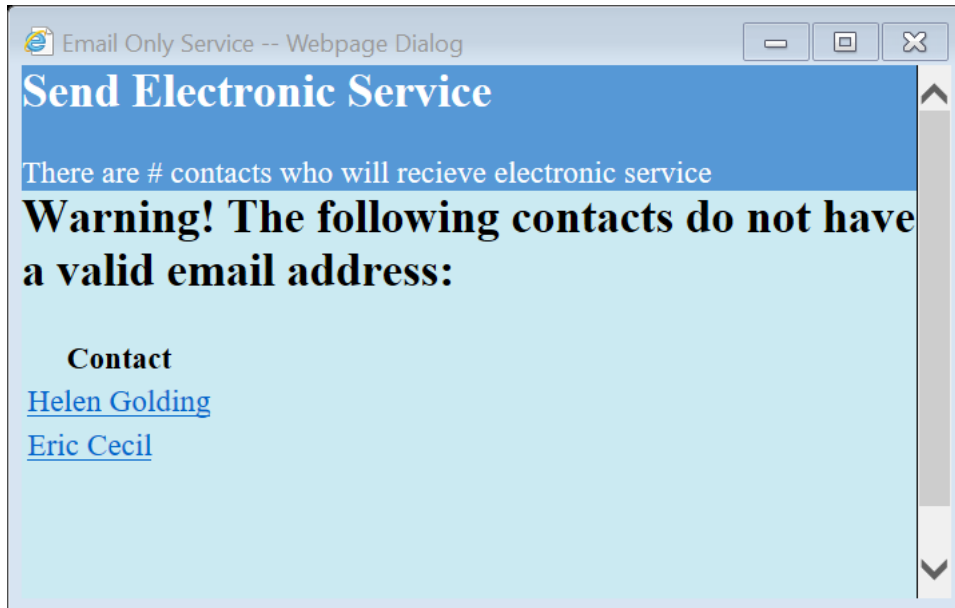 Email Only Service -- Webpage Dialog
Send Electronic Service
There are # contacts who will recieve electronic service
Warning! The following contacts do not have
a valid email address:
Contact
Helen Golding
Eric Cecil